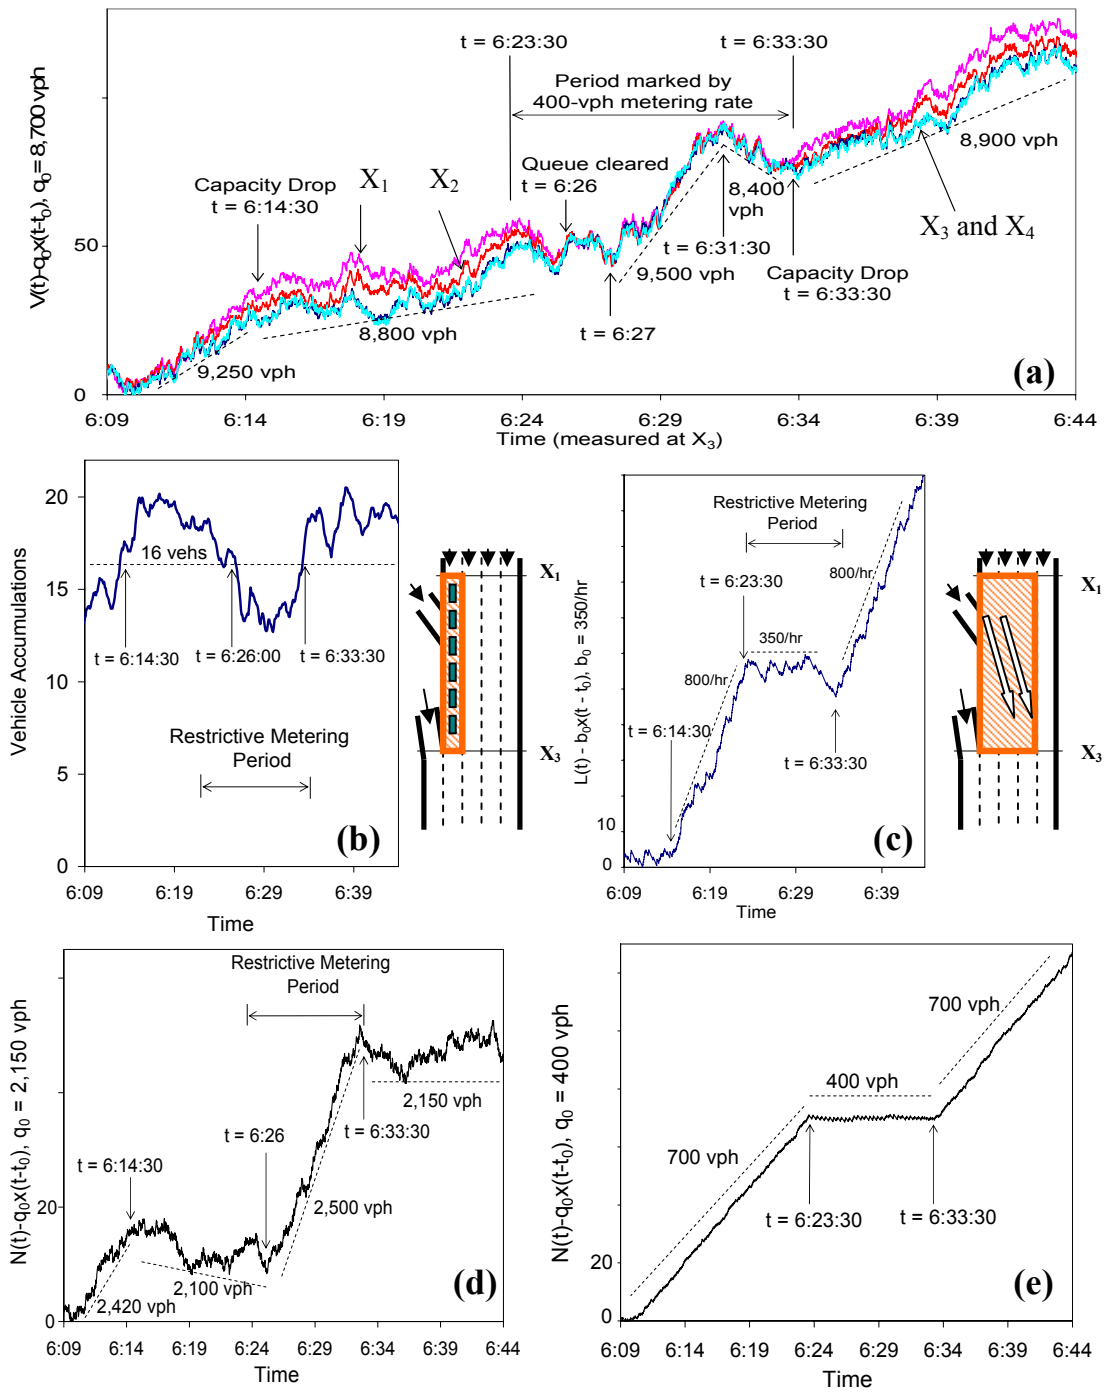 V(t)-q₀x(t-t₀), q₀= 8,700 vph
50
0
t = 6:23:30
t = 6:33:30
Period marked by
400-vph metering rate
Capacity Drop
t = 6:14:30
X₁
X₂
Queue cleared
t = 6:26
8,400
vph
8,900 vph
t = 6:31:30
X₃ and X₄
9,500 vph
Capacity Drop
t = 6:33:30
8,800 vph
t = 6:27
9,250 vph
(a)
6:09
6:14
6:19
6:24
6:29
6:34
6:39
6:44
Time (measured at X₃)
Vehicle Accumulations
20
15
10
5
0
16 vehs
t = 6:14:30
t = 6:26:00
t = 6:33:30
Restrictive Metering
Period
(b)
6:09
6:19
6:29
6:39
Time
X₁
X₃
L(t) - b₀x(t - t₀), b₀ = 350/hr
10
0
Restrictive Metering
Period
t = 6:23:30
800/hr
350/hr
800/hr
t = 6:14:30
t = 6:33:30
(c)
6:09
6:19
6:29
6:39
Time
X₁
X₃
N(t)-q₀x(t-t₀), q₀ = 2,150 vph
20
0
Restrictive Metering
Period
t = 6:14:30
t = 6:26
t = 6:33:30
2,150 vph
2,500 vph
2,100 vph
2,420 vph
(d)
6:09
6:14
6:19
6:24
6:29
6:34
6:39
6:44
Time
N(t)-q₀x(t-t₀), q₀ = 400 vph
20
0
700 vph
400 vph
700 vph
t = 6:23:30
t = 6:33:30
(e)
6:09
6:14
6:19
6:24
6:29
6:34
6:39
6:44
Time